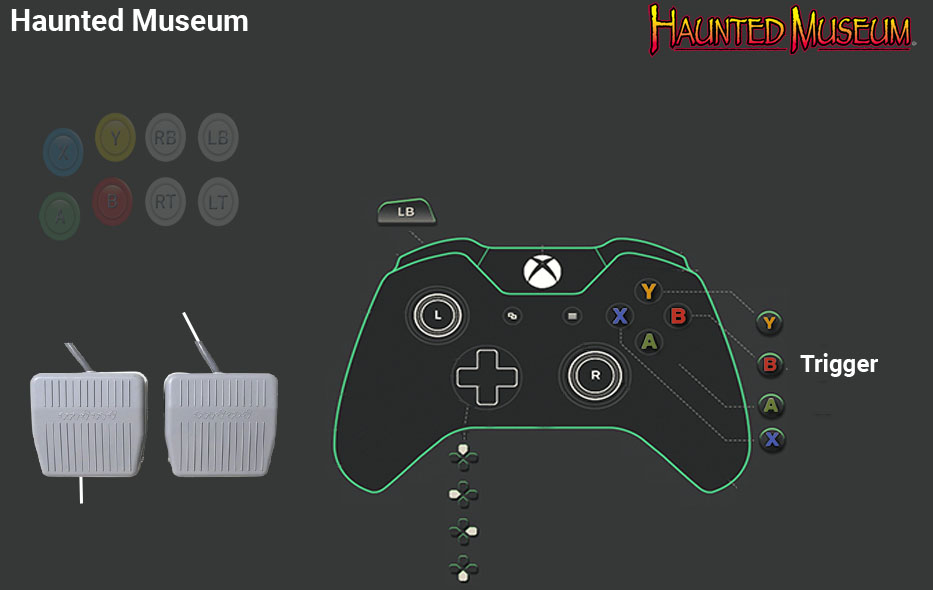 Haunted Museum
HAUNTED MUSEUM
X Y RB LB
A B RT LT
LB
Y
L X B Y
A
R B Trigger
A
X